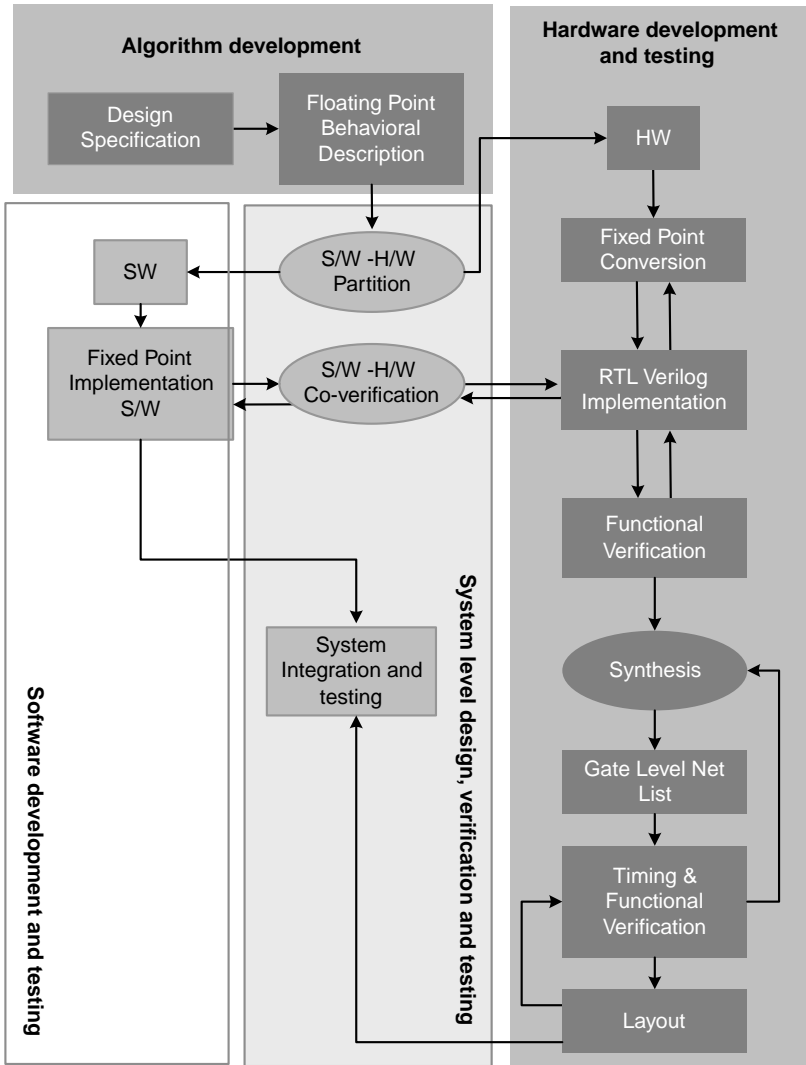 Algorithm development
Hardware development
and testing
Design
Specification
Floating Point
Behavioral
Description
HW
S/W -H/W
Partition
SW
Fixed Point
Conversion
Fixed Point
Implementation
S/W
S/W -H/W
Co-verification
RTL Verilog
Implementation
Functional
Verification
System
Integration and
testing
Synthesis
Gate Level Net
List
Timing &
Functional
Verification
Layout
Software development and testing
System level design, verification and testing